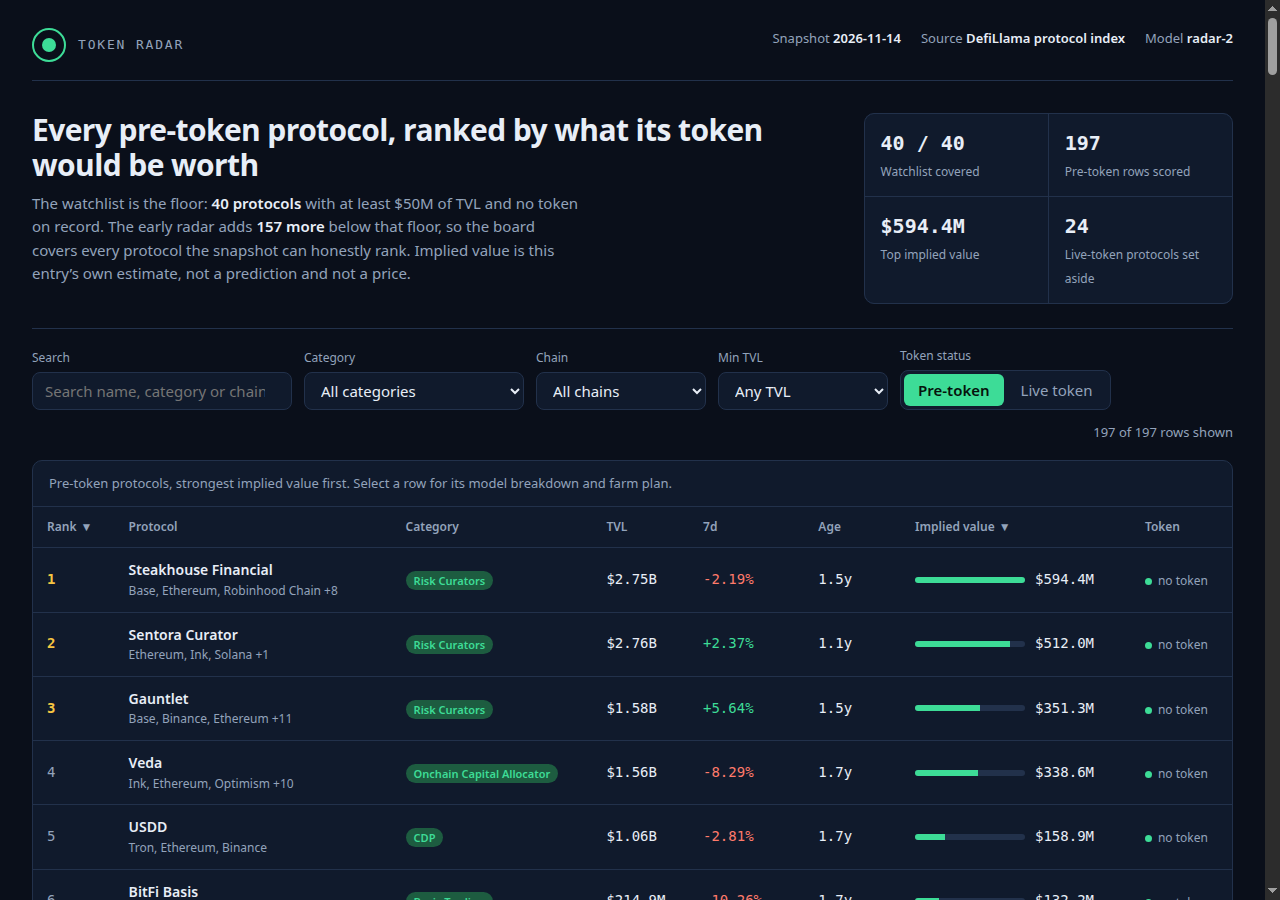 TOKEN RADAR
Snapshot 2026-11-14 Source DefiLlama protocol index Model radar-2
Every pre-token protocol, ranked by what its token
would be worth
The watchlist is the floor: 40 protocols with at least $50M of TVL and no token
on record. The early radar adds 157 more below that floor, so the board
covers every protocol the snapshot can honestly rank. Implied value is this
entry's own estimate, not a prediction and not a price.
40 / 40
Watchlist covered
197
Pre-token rows scored
$594.4M
Top implied value
24
Live-token protocols set
aside
Search
Search name, category or chain
Category
All categories
Chain
All chains
Min TVL
Any TVL
Token status
Pre-token Live token
197 of 197 rows shown
Pre-token protocols, strongest implied value first. Select a row for its model breakdown and farm plan.
Rank ▼ Protocol Category TVL 7d Age Implied value ▼ Token
1 Steakhouse Financial Risk Curators $2.75B -2.19% 1.5y $594.4M no token
Base, Ethereum, Robinhood Chain +8
2 Sentora Curator Risk Curators $2.76B +2.37% 1.1y $512.0M no token
Ethereum, Ink, Solana +1
3 Gauntlet Risk Curators $1.58B +5.64% 1.5y $351.3M no token
Base, Binance, Ethereum +11
4 Veda Onchain Capital Allocator $1.56B -8.29% 1.7y $338.6M no token
Ink, Ethereum, Optimism +10
5 USDD CDP $1.06B -2.81% 1.7y $158.9M no token
Tron, Ethereum, Binance
BitFi Basis